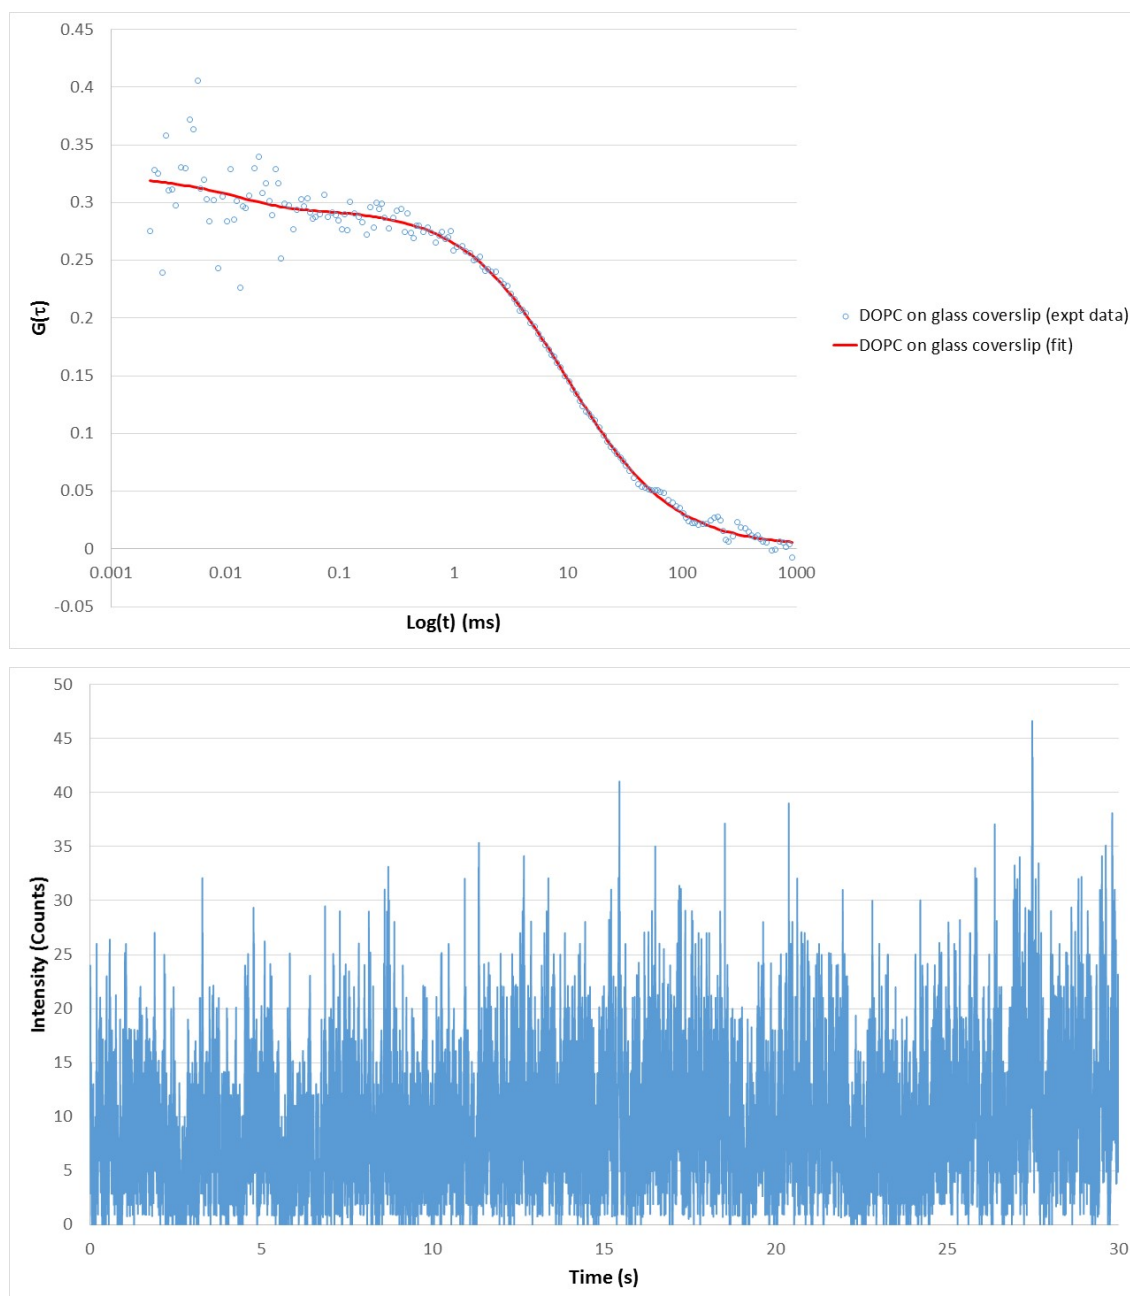 0.45
0.4
0.35
0.3
0.25
0.2
0.15
0.1
0.05
0
-0.05
G(τ)
0.001 0.01 0.1 1 10 100 1000
Log(t) (ms)
DOPC on glass coverslip (expt data)
DOPC on glass coverslip (fit)
50
45
40
35
30
25
20
15
10
5
0
Intensity (Counts)
0 5 10 15 20 25 30
Time (s)